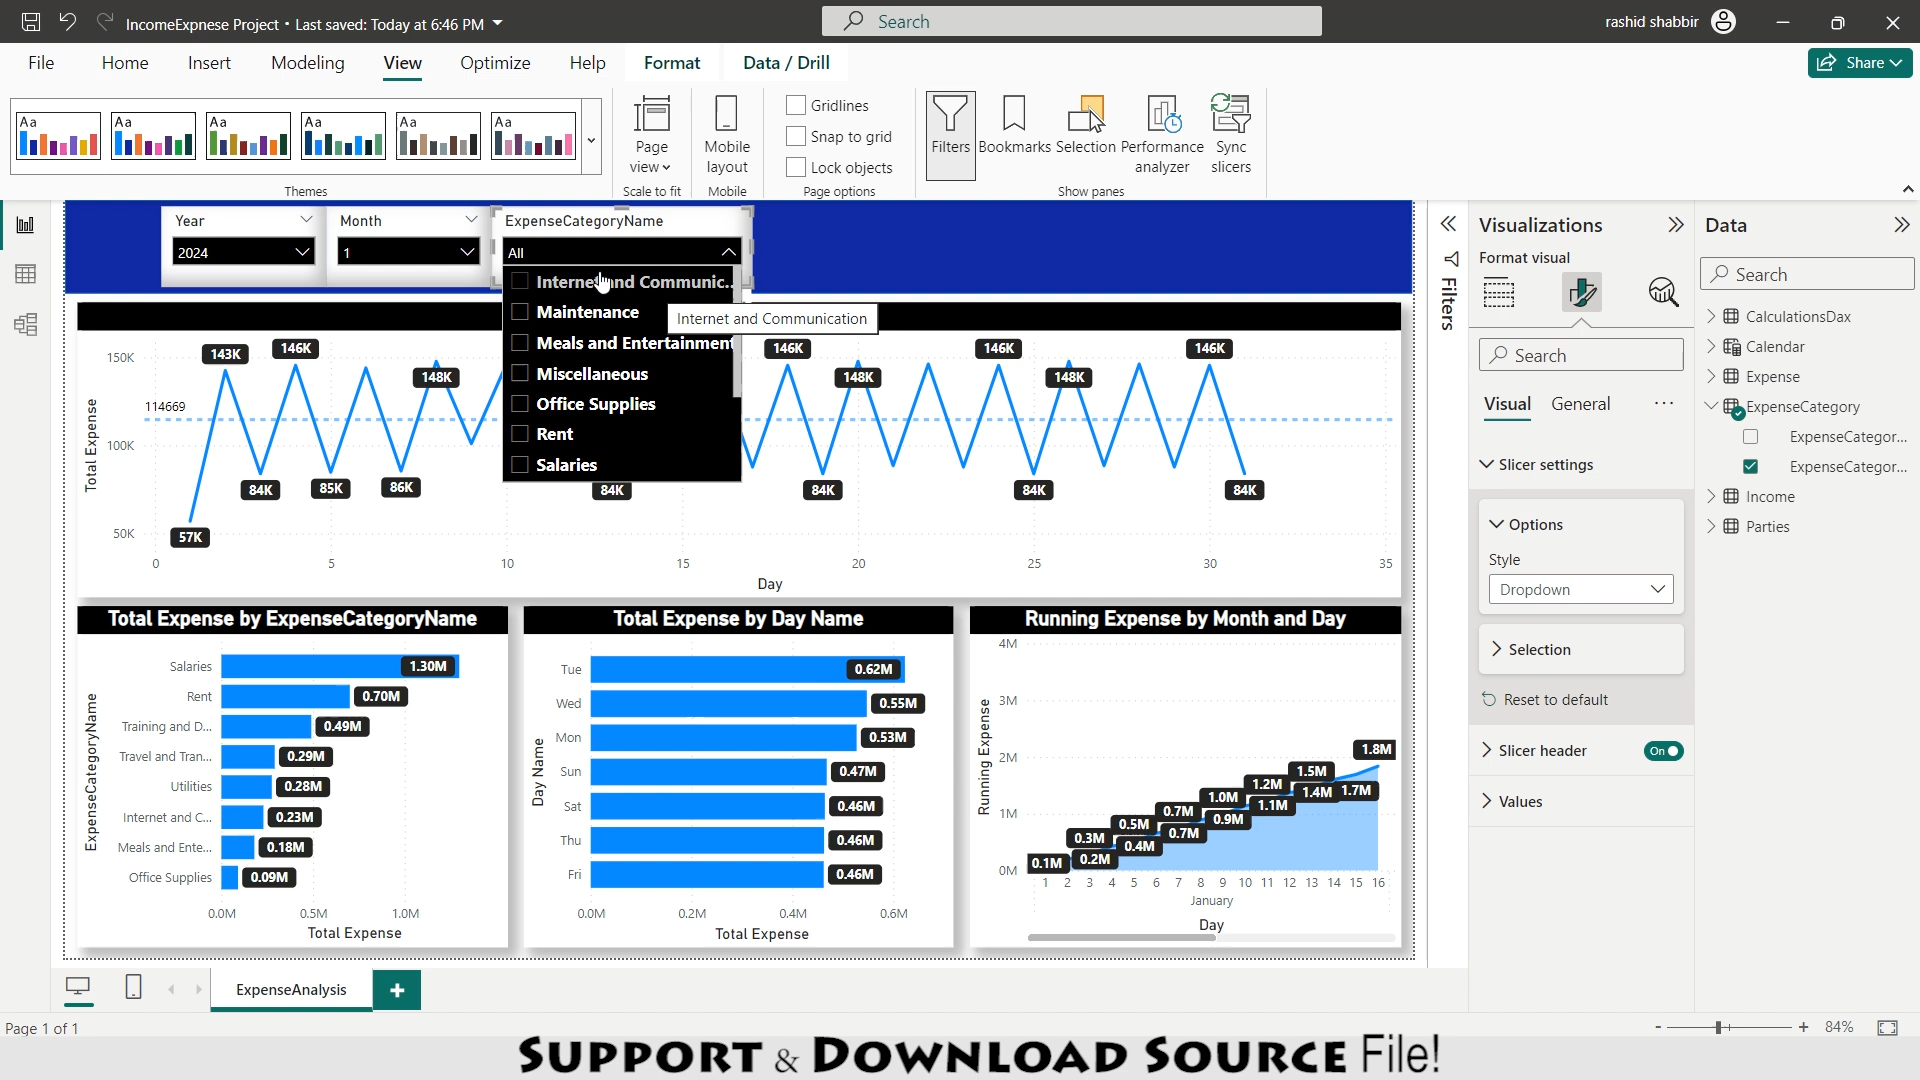 IncomeExpnese Project • Last saved: Today at 6:46 PM
Search
rashid shabbir
File
Home
Insert
Modeling
View
Optimize
Help
Format
Data / Drill
Share
Aa
Aa
Aa
Aa
Aa
Aa
Themes
Page view
Scale to fit
Mobile layout
Mobile
Gridlines
Snap to grid
Lock objects
Page options
Filters
Bookmarks
Selection
Performance analyzer
Sync slicers
Show panes
Year
2024
Month
1
ExpenseCategoryName
All
Internet and Communic..
Maintenance
Meals and Entertainment
Miscellaneous
Office Supplies
Rent
Salaries
Internet and Communication
Total Expense
150K
100K
50K
114669
143K
146K
148K
146K
148K
146K
148K
146K
57K
84K
85K
86K
84K
84K
84K
84K
0
5
10
15
20
25
30
35
Day
Total Expense by ExpenseCategoryName
ExpenseCategoryName
Salaries
1.30M
Rent
0.70M
Training and D...
0.49M
Travel and Tran...
0.29M
Utilities
0.28M
Internet and C...
0.23M
Meals and Ente...
0.18M
Office Supplies
0.09M
0.0M
0.5M
1.0M
Total Expense
Total Expense by Day Name
Day Name
Tue
0.62M
Wed
0.55M
Mon
0.53M
Sun
0.47M
Sat
0.46M
Thu
0.46M
Fri
0.46M
0.0M
0.2M
0.4M
0.6M
Total Expense
Running Expense by Month and Day
Running Expense
4M
3M
2M
1M
0M
0.1M
0.3M
0.2M
0.5M
0.4M
0.7M
0.7M
1.0M
0.9M
1.2M
1.1M
1.5M
1.4M
1.7M
1.8M
1 2 3 4 5 6 7 8 9 10 11 12 13 14 15 16
January
Day
Filters
Visualizations
Format visual
Search
Visual
General
...
Slicer settings
Options
Style
Dropdown
Selection
Reset to default
Slicer header
On
Values
Data
Search
CalculationsDax
Calendar
Expense
ExpenseCategory
ExpenseCategor...
ExpenseCategor...
Income
Parties
ExpenseAnalysis
+
Page 1 of 1
- + 84%
Support & Download Source File!